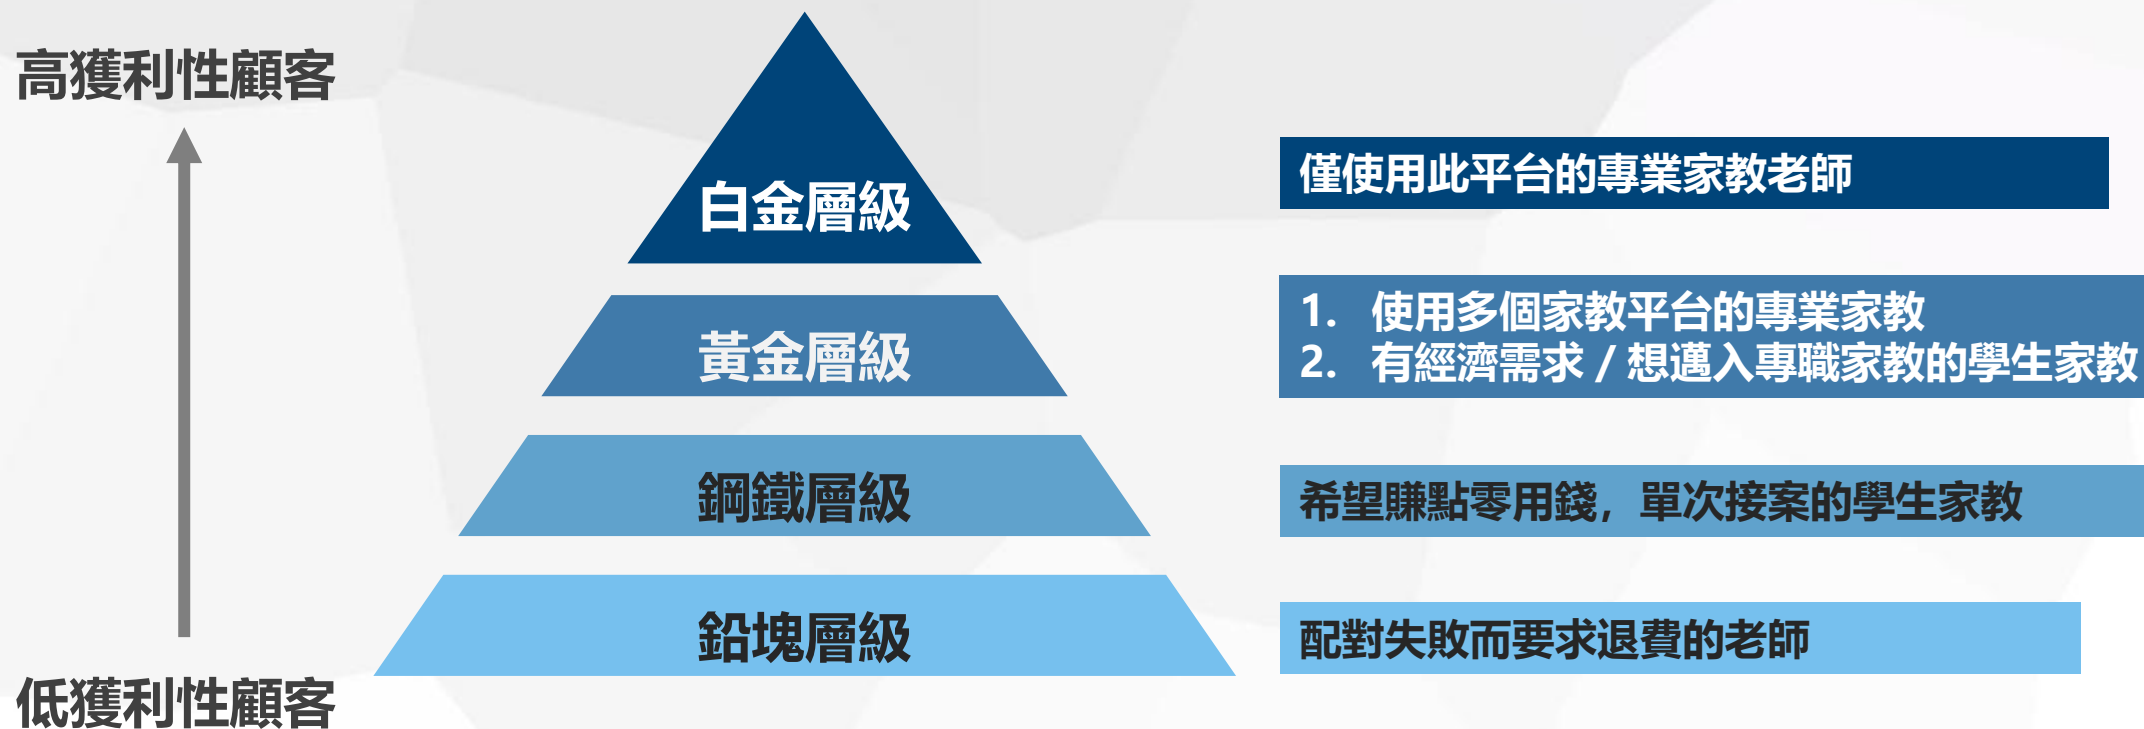 高獲利性顧客
白金層級
僅使用此平台的專業家教老師
黃金層級
1. 使用多個家教平台的專業家教
2. 有經濟需求 / 想邁入專職家教的學生家教
鋼鐵層級
希望賺點零用錢，單次接案的學生家教
鉛塊層級
配對失敗而要求退費的老師
低獲利性顧客